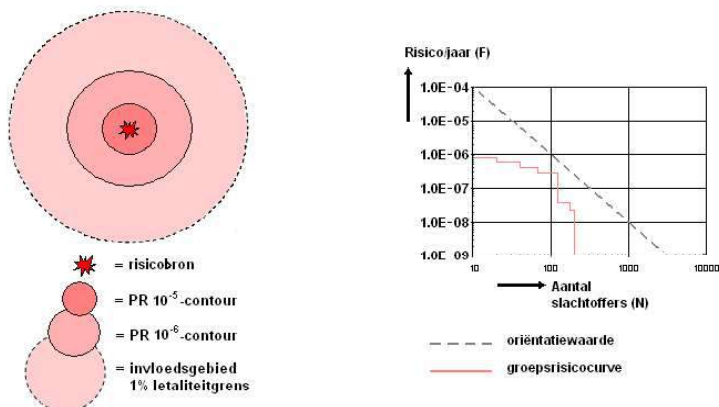 = risicobron
= PR 10⁻⁵-contour
= PR 10⁻⁶-contour
= invloedsgebied
1% letaliteitgrens
Risico/jaar (F)
1.0E-04
1.0E-05
1.0E-06
1.0E-07
1.0E-08
1.0E 09
10
100
1000
10000
Aantal
slachtoffers (N)
oriëntatiewaarde
groepsrisicocurve